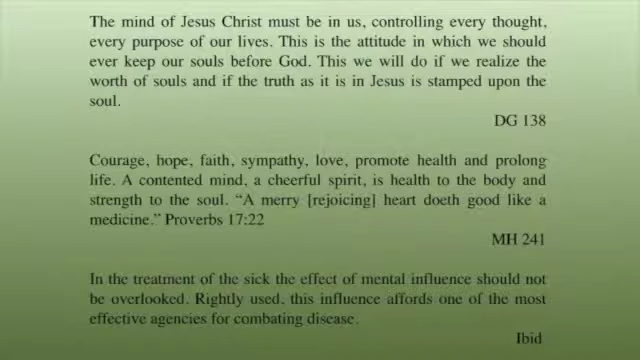 The mind of Jesus Christ must be in us, controlling every thought,
every purpose of our lives. This is the attitude in which we should
ever keep our souls before God. This we will do if we realize the
worth of souls and if the truth as it is in Jesus is stamped upon the
soul.
DG 138
Courage, hope, faith, sympathy, love, promote health and prolong
life. A contented mind, a cheerful spirit, is health to the body and
strength to the soul. “A merry [rejoicing] heart doeth good like a
medicine.” Proverbs 17:22
MH 241
In the treatment of the sick the effect of mental influence should not
be overlooked. Rightly used, this influence affords one of the most
effective agencies for combating disease.
Ibid